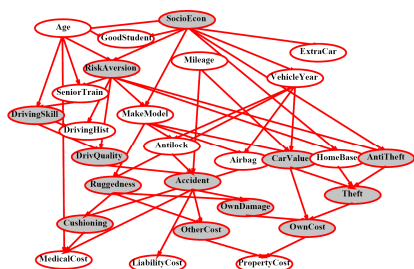 SocioEcon
Age
GoodStudent
ExtraCar
Mileage
RiskAversion
VehicleYear
SeniorTrain
DrivingSkill
MakeModel
DrivingHist
Antilock
DrivQuality
Airbag
CarValue
HomeBase
AntiTheft
Ruggedness
Accident
Theft
OwnDamage
Cushioning
OtherCost
OwnCost
MedicalCost
LiabilityCost
PropertyCost